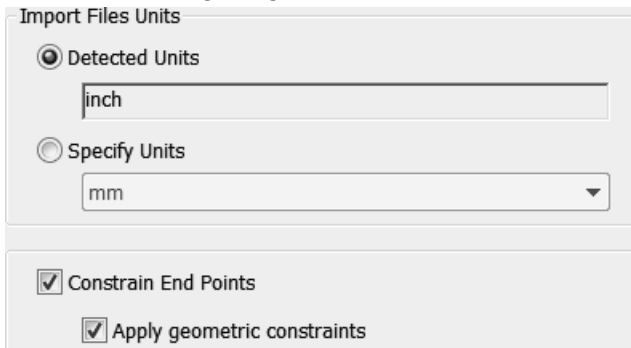 Import Files Units
Detected Units
inch
Specify Units
mm
Constrain End Points
Apply geometric constraints